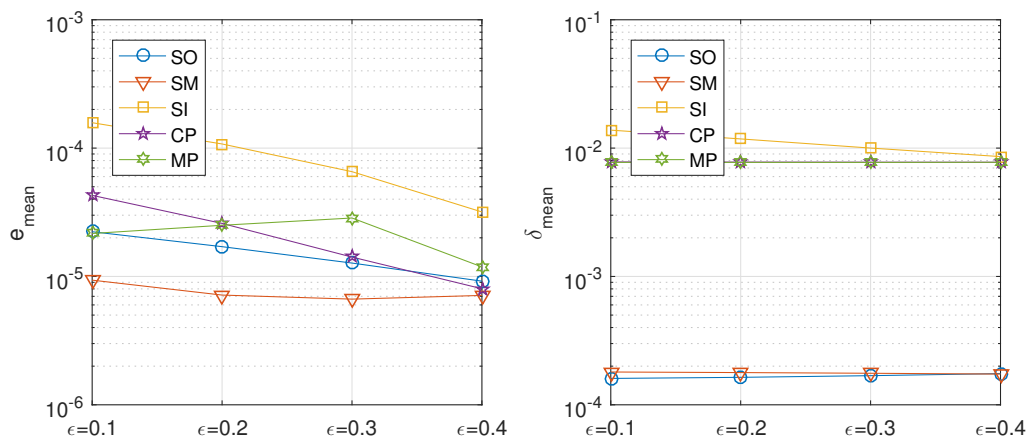 10^-3
10^-4
10^-5
10^-6
e_mean
SO
SM
SI
CP
MP
ϵ=0.1
ϵ=0.2
ϵ=0.3
ϵ=0.4
10^-1
10^-2
10^-3
10^-4
δ_mean
SO
SM
SI
CP
MP
ϵ=0.1
ϵ=0.2
ϵ=0.3
ϵ=0.4